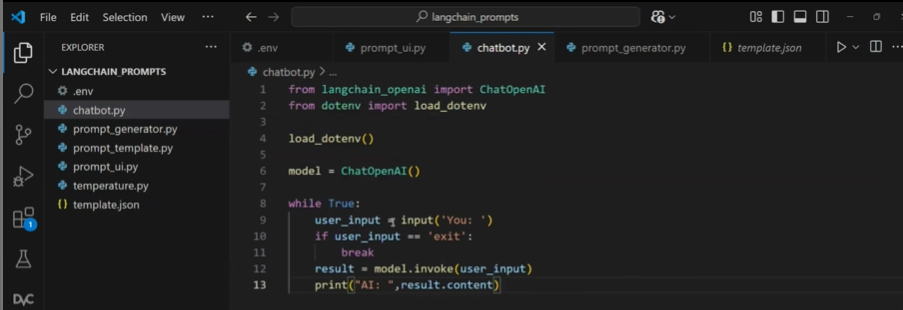 File Edit Selection View ... langchain_prompts
EXPLORER ...
LANGCHAIN_PROMPTS
.env
chatbot.py
prompt_generator.py
prompt_template.py
prompt_ui.py
temperature.py
{} template.json
1
DVC
.env prompt_ui.py chatbot.py prompt_generator.py {} template.json
chatbot.py > ...
1 from langchain_openai import ChatOpenAI
2 from dotenv import load_dotenv
3
4 load_dotenv()
5
6 model = ChatOpenAI()
7
8 while True:
9     user_input = input('You: ')
10     if user_input == 'exit':
11         break
12     result = model.invoke(user_input)
13     print("AI: ",result.content)